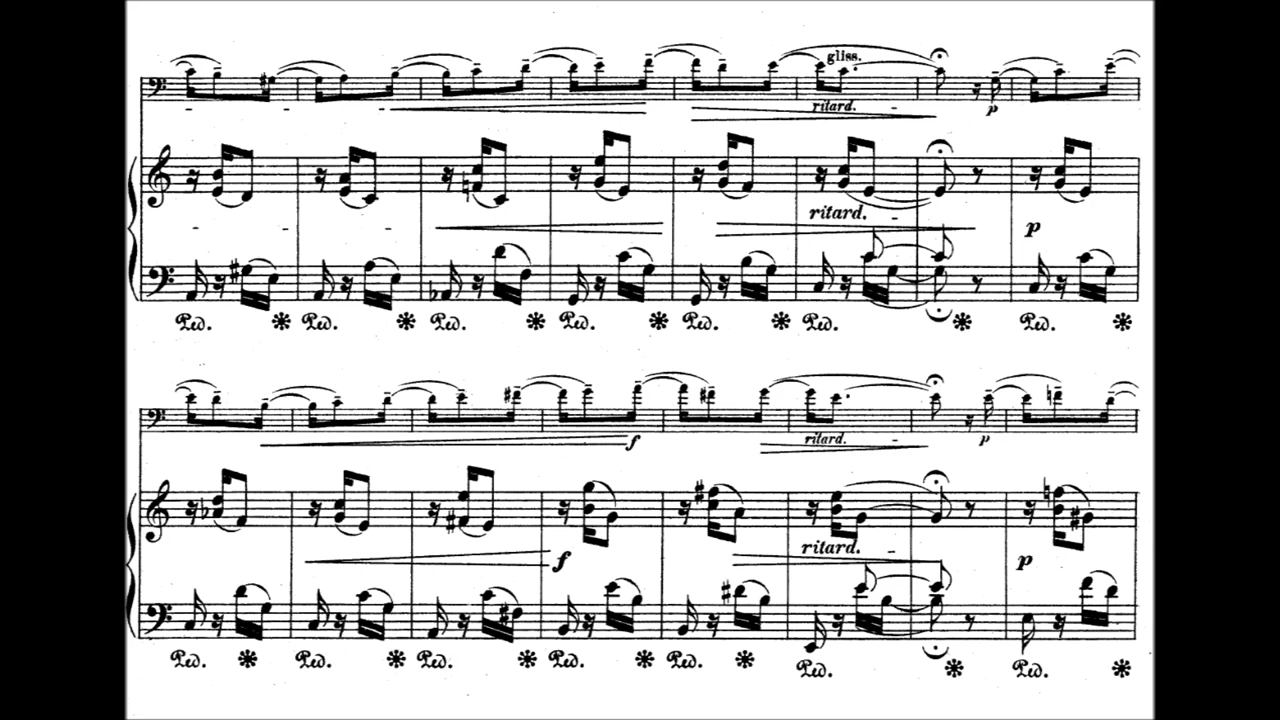 gliss.
ritard. - p
ritard. -
p
Ped. * Ped. * Ped. * Ped. * Ped. * Ped. * Ped. *
f ritard. - p
f ritard. - p
Ped. * Ped. * Ped. * Ped. * Ped. * Ped. * Ped. *